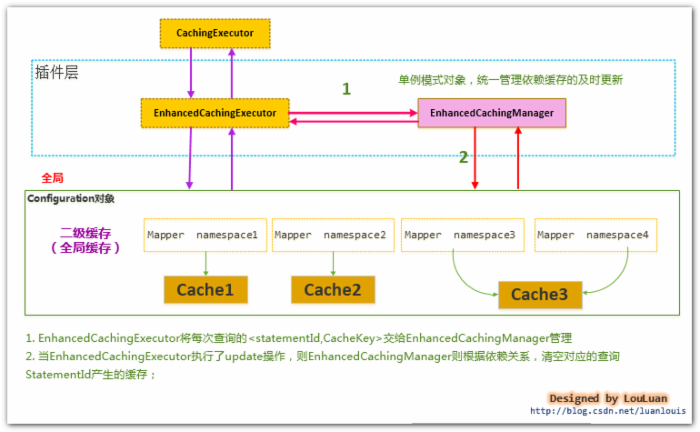 CachingExecutor
插件层
单例模式对象，统一管理依赖缓存的及时更新
1
EnhancedCachingExecutor
EnhancedCachingManager
2
全局
Configuration对象
二级缓存
（全局缓存）
Mapper namespace1
Mapper namespace2
Mapper namespace3
Mapper namespace4
Cache1
Cache2
Cache3
1. EnhancedCachingExecutor将每次查询的<statementId,CacheKey>交给EnhancedCachingManager管理
2. 当EnhancedCachingExecutor执行了update操作，则EnhancedCachingManager则根据依赖关系，清空对应的查询
StatementId产生的缓存；
Designed by LouLuan
http://blog.csdn.net/luanlouis